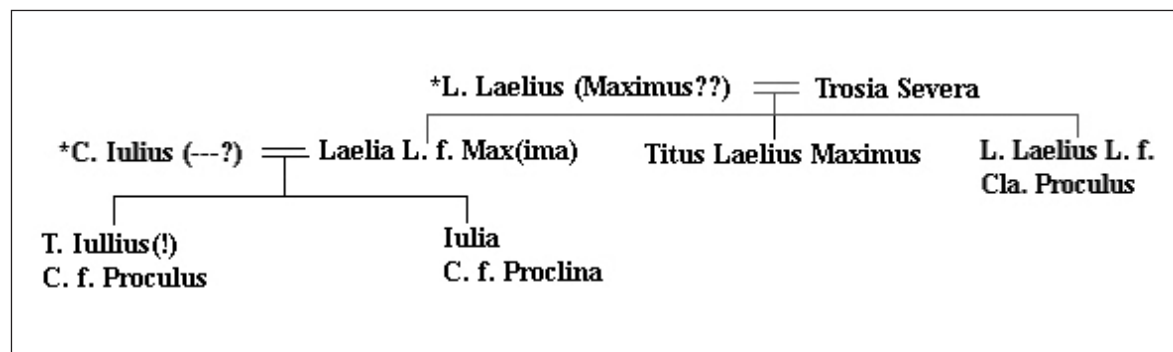 *L. Laelius (Maximus??) Trosia Severa
*C. Iulius (---?) Laelia L. f. Max(ima) Titus Laelius Maximus L. Laelius L. f.
Cla. Proculus
T. Iullius(!) Iulia
C. f. Proculus C. f. Proclina